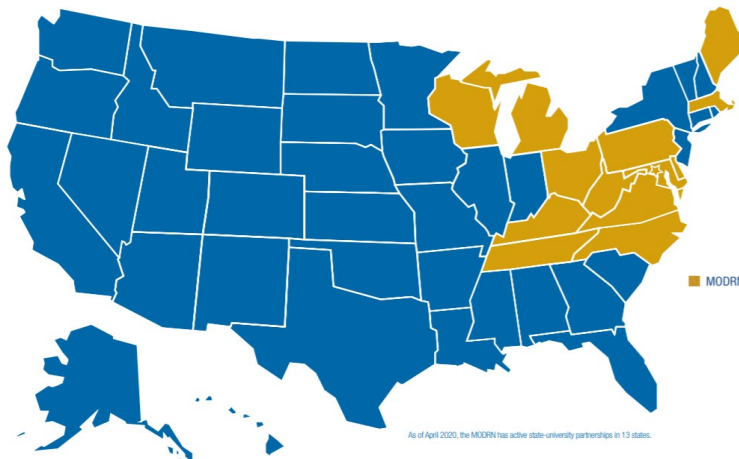 MODRN
As of April 2020, the MODRN has active state-university partnerships in 13 states.